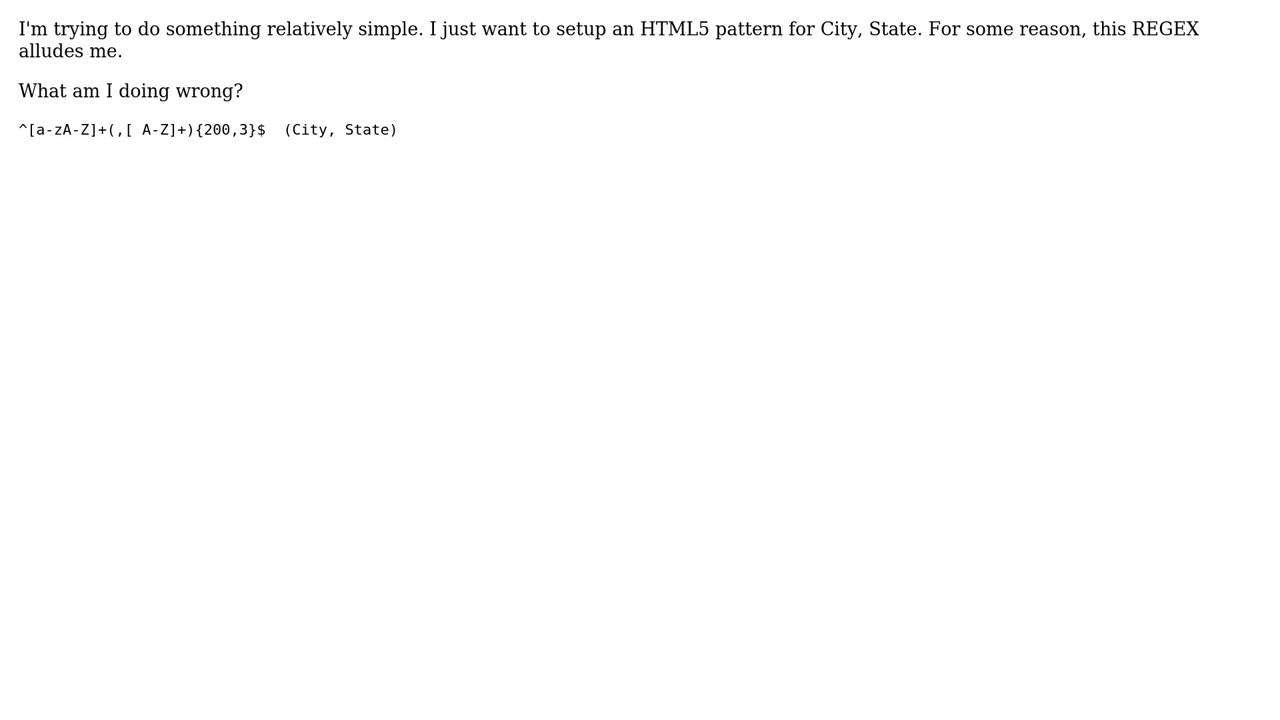 I'm trying to do something relatively simple. I just want to setup an HTML5 pattern for City, State. For some reason, this REGEX
alludes me.
What am I doing wrong?
^[a-zA-Z]+(,[ A-Z]+){200,3}$  (City, State)